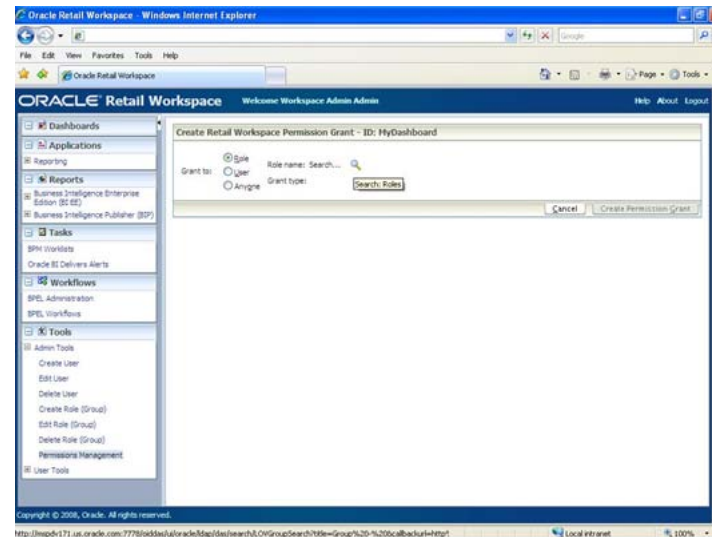 Oracle Retail Workspace - Windows Internet Explorer
Google
File Edit View Favorites Tools Help
Oracle Retail Workspace
Page Tools
ORACLE Retail Workspace Welcome Workspace Admin Admin Help About Logout
Dashboards
Applications
Reporting
Reports
Business Intelligence Enterprise
Edition (BI EE)
Business Intelligence Publisher (BIP)
Tasks
BPM Worklists
Oracle BI Delivers Alerts
Workflows
BPEL Administration
BPEL Workflows
Tools
Admin Tools
Create User
Edit User
Delete User
Create Role (Group)
Edit Role (Group)
Delete Role (Group)
Permissions Management
User Tools
Create Retail Workspace Permission Grant - ID: MyDashboard
Grant to: Role
User
Anyone
Role name: Search...
Grant type:
Search: Roles
Cancel Create Permission Grant
Copyright © 2008, Oracle. All rights reserved.
Local intranet 100%